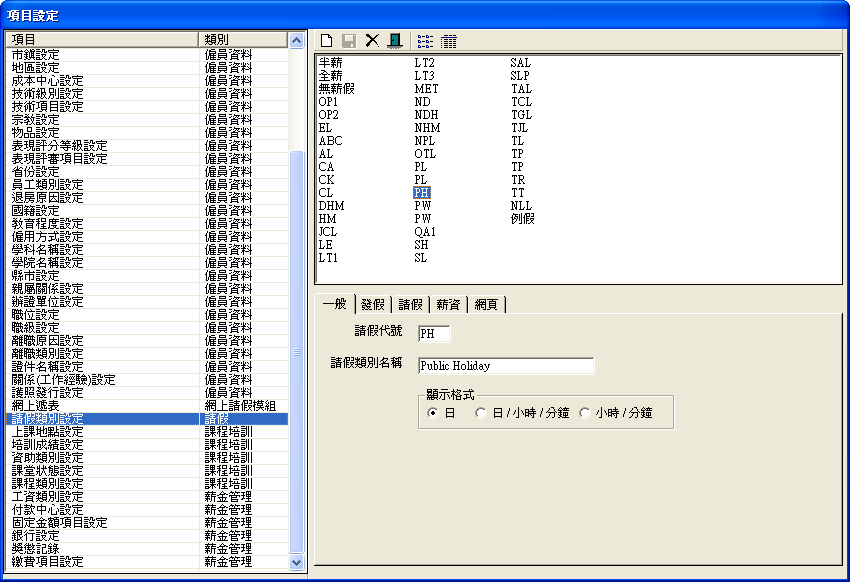 項目設定
項目 類別
市鎮設定 僱員資料
地區設定 僱員資料
成本中心設定 僱員資料
技術級別設定 僱員資料
技術項目設定 僱員資料
宗教設定 僱員資料
物品設定 僱員資料
表現評分等級設定 僱員資料
表現評審項目設定 僱員資料
省份設定 僱員資料
員工類別設定 僱員資料
退房原因設定 僱員資料
國籍設定 僱員資料
教育程度設定 僱員資料
僱用方式設定 僱員資料
學科名稱設定 僱員資料
學院名稱設定 僱員資料
縣市設定 僱員資料
親屬關係設定 僱員資料
辦證單位設定 僱員資料
職位設定 僱員資料
職級設定 僱員資料
離職原因設定 僱員資料
離職類別設定 僱員資料
證件名稱設定 僱員資料
關係(工作經驗)設定 僱員資料
護照發行設定 僱員資料
網上遞表 網上請假模組
請假類別設定 請假
上課地點設定 課程培訓
培訓成績設定 課程培訓
資助類別設定 課程培訓
課堂狀態設定 課程培訓
課程類別設定 課程培訓
工資類別設定 薪金管理
付款中心設定 薪金管理
固定金額項目設定 薪金管理
銀行設定 薪金管理
獎懲記錄 薪金管理
繳費項目設定 薪金管理
半薪 LT2 SAL
全薪 LT3 SLP
無薪假 MET TAL
OP1 ND TCL
OP2 NDH TGL
EL NHM TJL
ABC NPL TL
AL OTL TP
CA PL TP
CK PL TR
CL PH TT
DHM PW NLL
HM PW 例假
JCL QA1
LE SH
LT1 SL
一般 發假 請假 薪資 網頁
請假代號 PH
請假類別名稱 Public Holiday
顯示格式
日 日/小時/分鐘 小時/分鐘